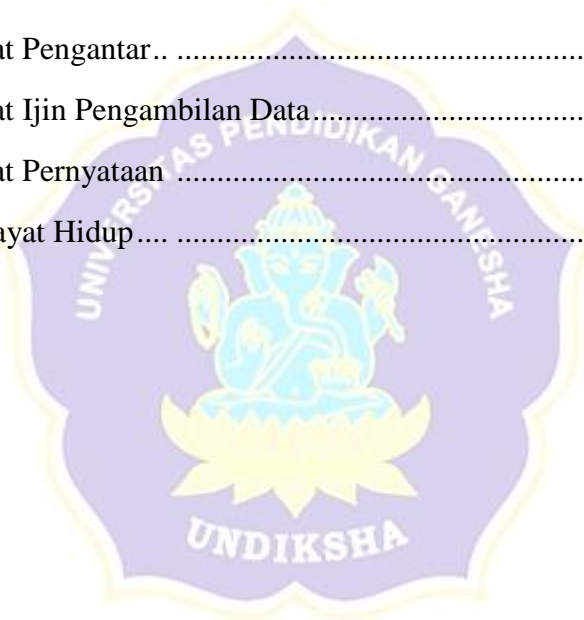 at Pengantar.. ..................................................
at Ijin Pengambilan Data..................................
at Pernyataan ...................................................
ayat Hidup.... ...................................................
UNIVERSITAS PENDIDIKAN GANESHA
UNDIKSHA